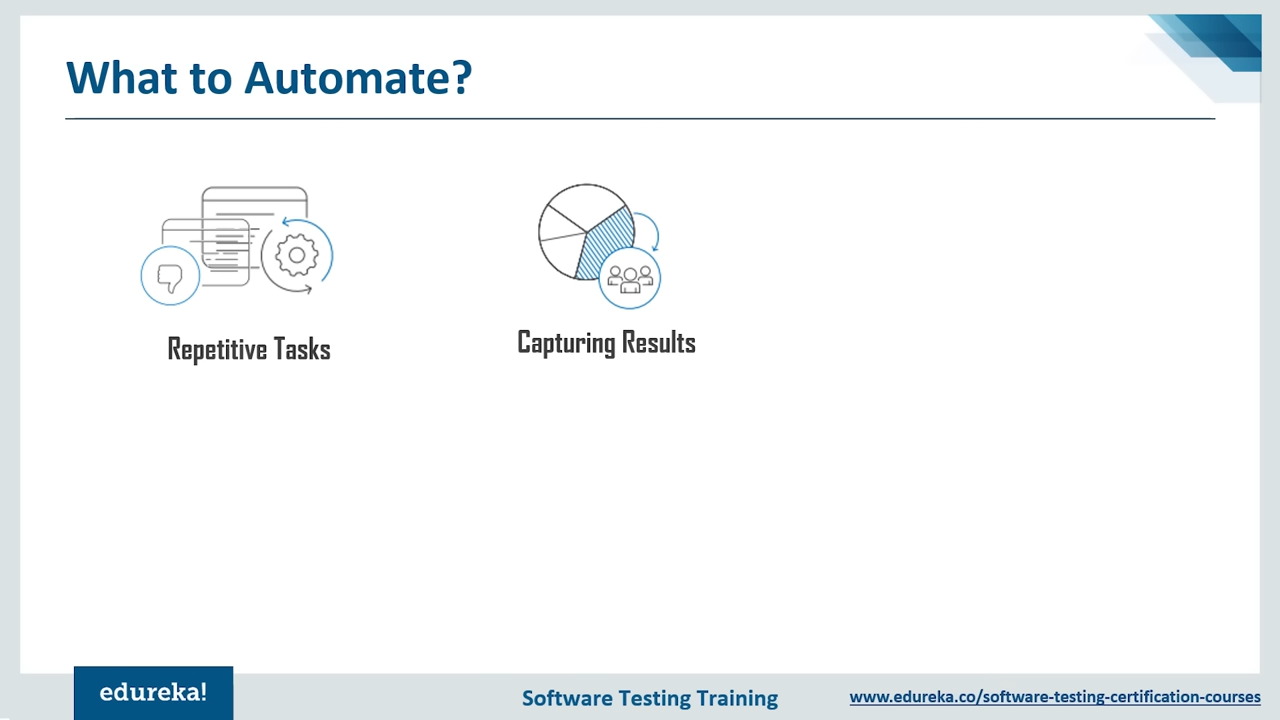 What to Automate?
Repetitive Tasks
Capturing Results
edureka!
Software Testing Training
www.edureka.co/software-testing-certification-courses